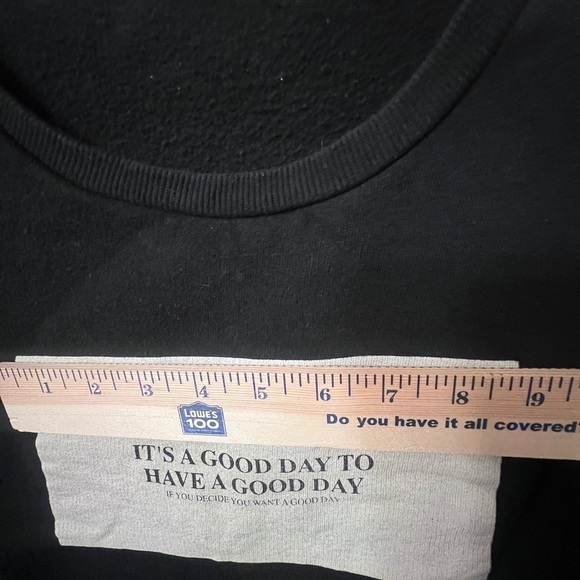 1 2 3 4 5 6 7 8 9
LOWE'S
100
Do you have it all covered?
IT'S A GOOD DAY TO
HAVE A GOOD DAY
IF YOU DECIDE YOU WANT A GOOD DAY